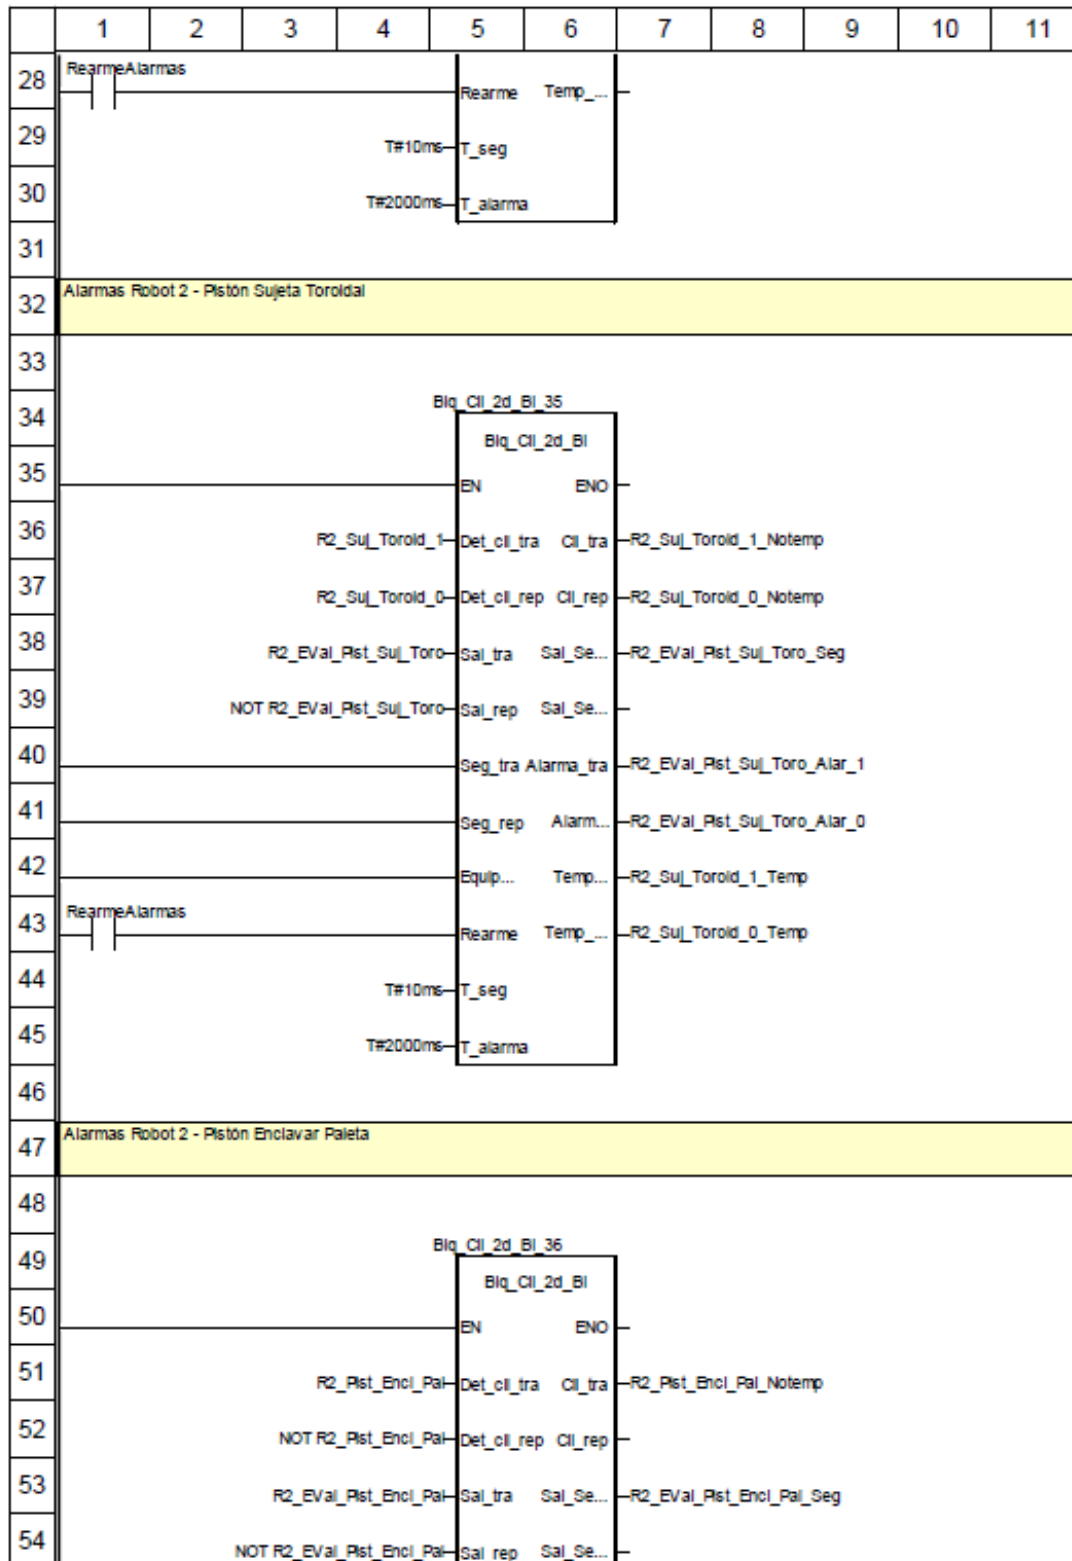 1 2 3 4 5 6 7 8 9 10 11
28 RearmeAlarmas
Rearme Temp_...
29 T#10ms T_seg
30 T#2000ms T_alarma
31
32 Alarmas Robot 2 - Pistón Sujeta Toroidal
33
34 Blq_Cil_2d_Bi_35
Blq_Cil_2d_Bi
35 EN ENO
36 R2_Suj_Toroid_1 Det_cil_tra Cil_tra R2_Suj_Toroid_1_Notemp
37 R2_Suj_Toroid_0 Det_cil_rep Cil_rep R2_Suj_Toroid_0_Notemp
38 R2_EVal_Pist_Suj_Toro Sal_tra Sal_Se... R2_EVal_Pist_Suj_Toro_Seg
39 NOT R2_EVal_Pist_Suj_Toro Sal_rep Sal_Se...
40 Seg_tra Alarma_tra R2_EVal_Pist_Suj_Toro_Alar_1
41 Seg_rep Alarm... R2_EVal_Pist_Suj_Toro_Alar_0
42 Equip... Temp... R2_Suj_Toroid_1_Temp
43 RearmeAlarmas
Rearme Temp_... R2_Suj_Toroid_0_Temp
44 T#10ms T_seg
45 T#2000ms T_alarma
46
47 Alarmas Robot 2 - Pistón Enclavar Paleta
48
49 Blq_Cil_2d_Bi_36
Blq_Cil_2d_Bi
50 EN ENO
51 R2_Pist_Encl_Pal Det_cil_tra Cil_tra R2_Pist_Encl_Pal_Notemp
52 NOT R2_Pist_Encl_Pal Det_cil_rep Cil_rep
53 R2_EVal_Pist_Encl_Pal Sal_tra Sal_Se... R2_EVal_Pist_Encl_Pal_Seg
54 NOT R2_EVal_Pist_Encl_Pal Sal_rep Sal_Se...